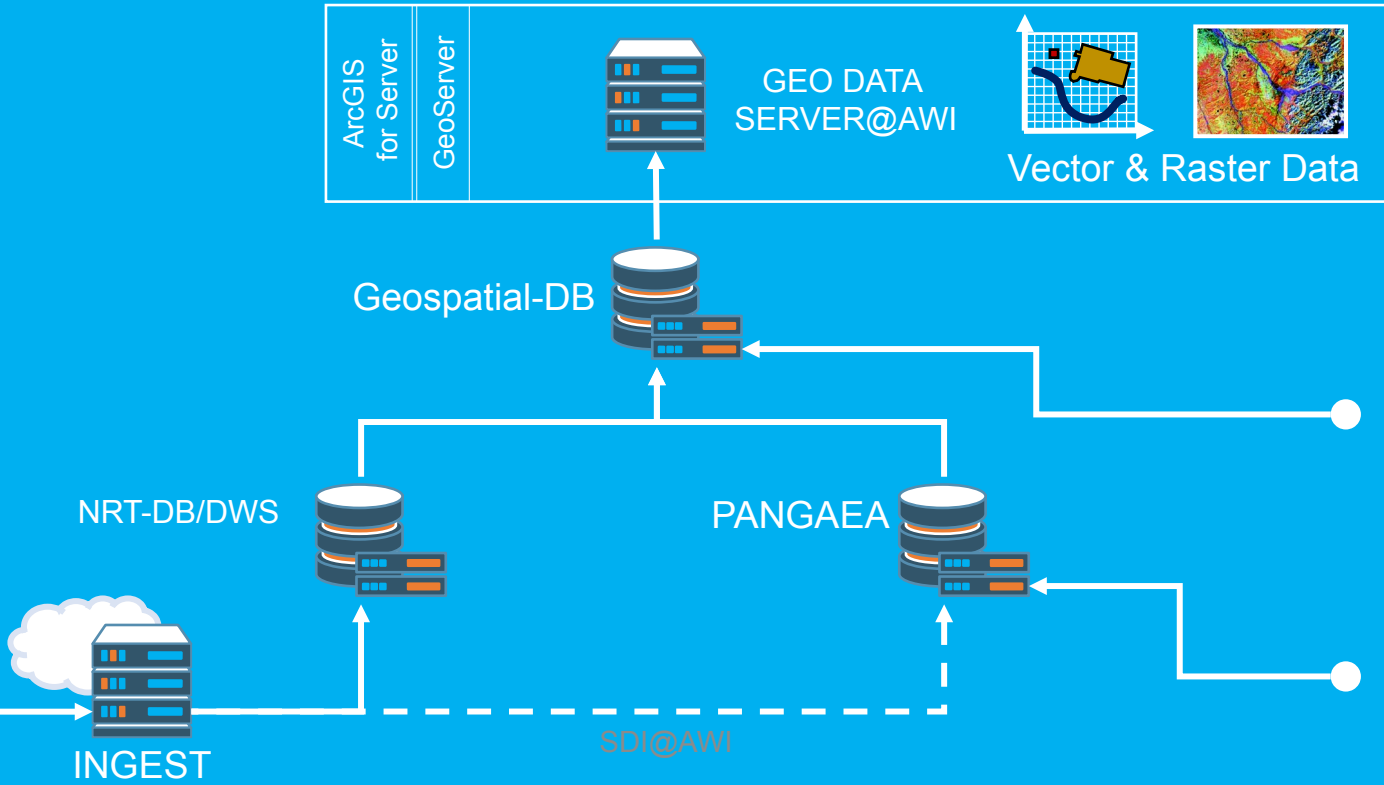 ArcGIS
for Server
GeoServer
GEO DATA
SERVER@AWI
Vector & Raster Data
Geospatial-DB
NRT-DB/DWS
PANGAEA
SDI@AWI
INGEST